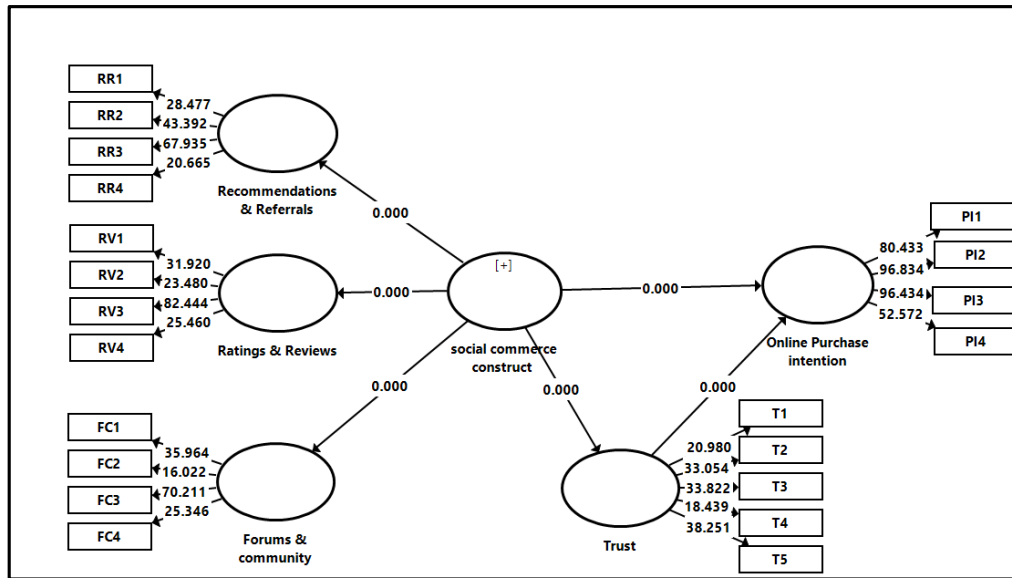 RR1
28.477
RR2
43.392
RR3
67.935
RR4
20.665
Recommendations
& Referrals
0.000
RV1
31.920
RV2
23.480
RV3
82.444
RV4
25.460
Ratings & Reviews
0.000
FC1
35.964
FC2
16.022
FC3
70.211
FC4
25.346
Forums &
community
0.000
[+]
social commerce
construct
0.000
0.000
PI1
80.433
PI2
96.834
PI3
96.434
PI4
52.572
Online Purchase
intention
0.000
T1
20.980
T2
33.054
T3
33.822
T4
18.439
T5
38.251
Trust